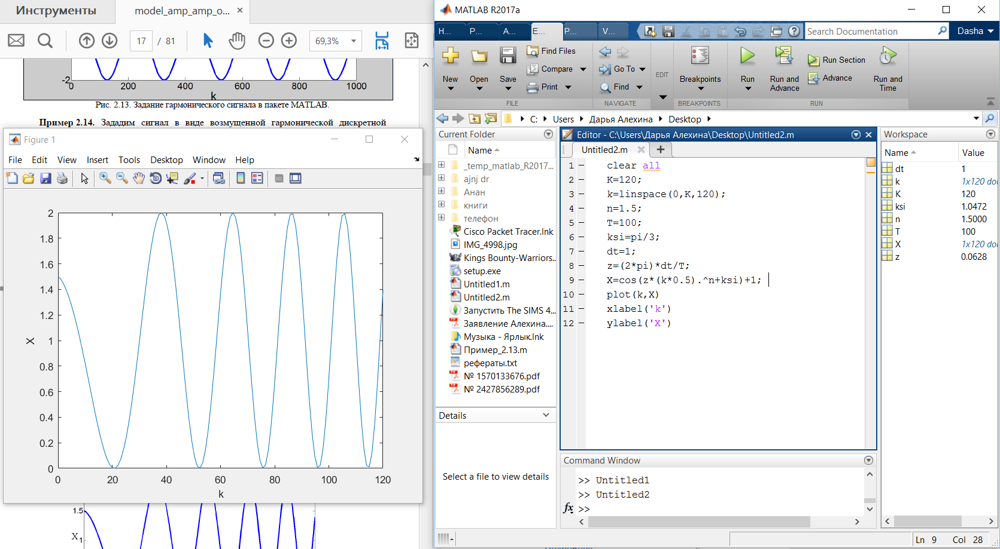 Инструменты
model_amp_amp_o... ×
17 / 81
69,3%
-2
0 200 400 600 800 1000
k
Рис. 2.13. Задание гармонического сигнала в пакете MATLAB.
Пример 2.14. Зададим сигнал в виде возмущенной гармонической дискретной
Figure 1
File Edit View Insert Tools Desktop Window Help
2
1.8
1.6
1.4
1.2
1
0.8
0.6
0.4
0.2
0
X
0 20 40 60 80 100 120
k
1.5
X 1
MATLAB R2017a
H... P... A... E... P... V...
Search Documentation
Dasha
New
Open
Save
Find Files
Compare
Print
FILE
Go To
Find
NAVIGATE
EDIT
Breakpoints
BREAKPOINTS
Run
Run and Advance
Run Section
Advance
Run and Time
RUN
C: Users Дарья Алехина Desktop
Current Folder
Name
_temp_matlab_R2017...
ajnj dr
Анан
книги
телефон
Cisco Packet Tracer.lnk
IMG_4998.jpg
Kings Bounty-Warriors..
setup.exe
Untitled1.m
Untitled2.m
Запустить The SIMS 4...
Заявление Алехина....
Музыка - Ярлык.lnk
Пример_2.13.m
рефераты.txt
№ 1570133676.pdf
№ 2427856289.pdf
Details
Select a file to view details
Editor - C:\Users\Дарья Алехина\Desktop\Untitled2.m
Untitled2.m
1 - clear all
2 - K=120;
3 - k=linspace(0,K,120);
4 - n=1.5;
5 - T=100;
6 - ksi=pi/3;
7 - dt=1;
8 - z=(2*pi)*dt/T;
9 - X=cos(z*(k*0.5).^n+ksi)+1;
10 - plot(k,X)
11 - xlabel('k')
12 - ylabel('X')
Command Window
>> Untitled1
>> Untitled2
fx >>
Workspace
Name Value
dt 1
k 1x120 dou
K 120
ksi 1.0472
n 1.5000
T 100
X 1x120 dou
z 0.0628
Ln 9 Col 28